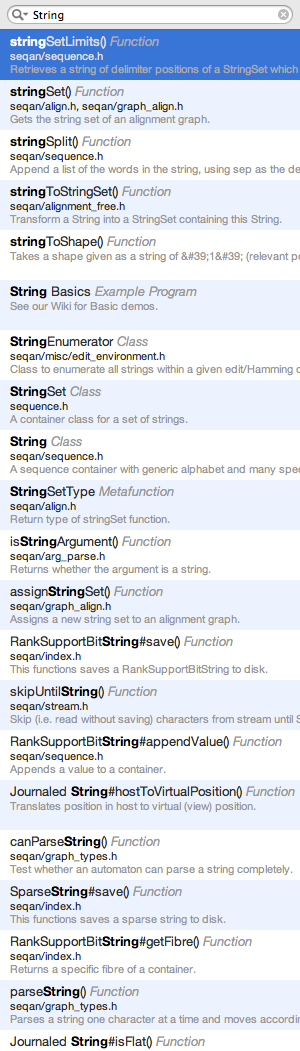 String
stringSetLimits() Function
seqan/sequence.h
Retrieves a string of delimiter positions of a StringSet which
stringSet() Function
seqan/align.h, seqan/graph_align.h
Gets the string set of an alignment graph.
stringSplit() Function
seqan/sequence.h
Append a list of the words in the string, using sep as the de
stringToStringSet() Function
seqan/alignment_free.h
Transform a String into a StringSet containing this String.
stringToShape() Function
Takes a shape given as a string of &#39;1&#39; (relevant po
String Basics Example Program
See our Wiki for Basic demos.
StringEnumerator Class
seqan/misc/edit_environment.h
Class to enumerate all strings within a given edit/Hamming d
StringSet Class
sequence.h
A container class for a set of strings.
String Class
seqan/sequence.h
A sequence container with generic alphabet and many spec
StringSetType Metafunction
seqan/align.h
Return type of stringSet function.
isStringArgument() Function
seqan/arg_parse.h
Returns whether the argument is a string.
assignStringSet() Function
seqan/graph_align.h
Assigns a new string set to an alignment graph.
RankSupportBitString#save() Function
seqan/index.h
This function saves a RankSupportBitString to disk.
skipUntilString() Function
seqan/stream.h
Skip (i.e. read without saving) characters from stream until S
RankSupportBitString#appendValue() Function
seqan/sequence.h
Appends a value to a container.
Journaled String#hostToVirtualPosition() Function
Translates position in host to virtual (view) position.
canParseString() Function
seqan/graph_types.h
Test whether an automaton can parse a string completely.
SparseString#save() Function
seqan/index.h
This function saves a sparse string to disk.
RankSupportBitString#getFibre() Function
seqan/index.h
Returns a specific fibre of a container.
parseString() Function
seqan/graph_types.h
Parses a string one character at a time and moves accordin
Journaled String#isFlat() Function